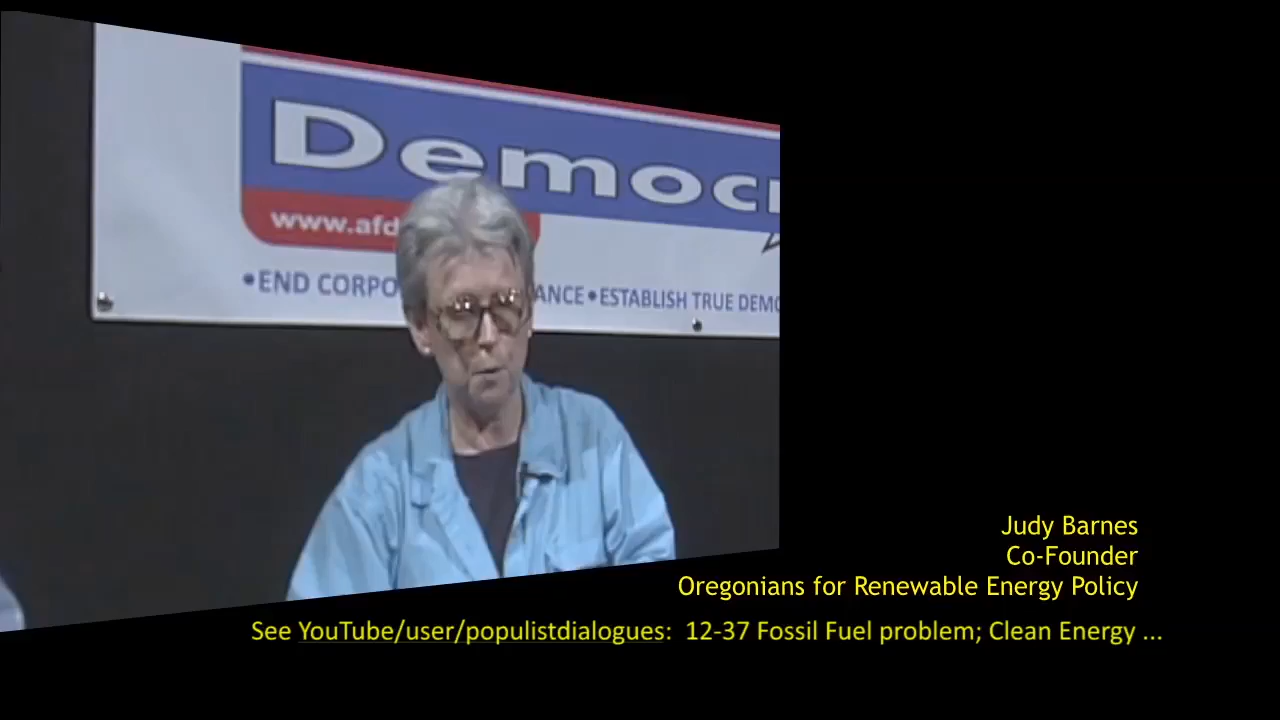 Democ
www.afd
•END CORPO ANCE•ESTABLISH TRUE DEMO
Judy Barnes
Co-Founder
Oregonians for Renewable Energy Policy
See YouTube/user/populistdialogues: 12-37 Fossil Fuel problem; Clean Energy ...